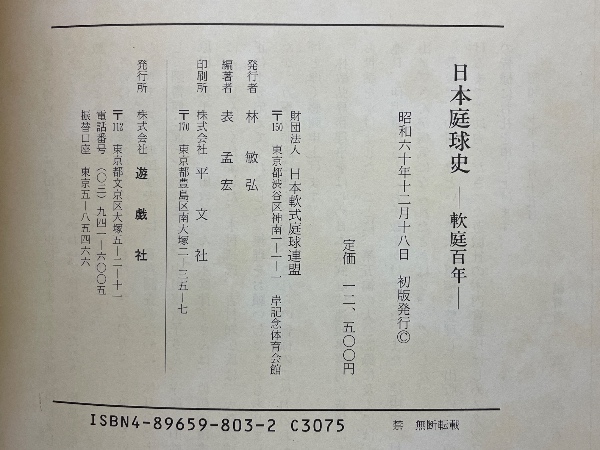 日本庭球史 ―軟庭百年―
昭和六十年十二月十八日 初版発行©
定価 一二、五〇〇円
財団法人 日本軟式庭球連盟
〒150 東京都渋谷区神南一―一―一 岸記念体育会館
発行者 林 敏弘
編著者 表 孟宏
印刷所 株式会社 平文社
〒170 東京都豊島区南大塚二―三五―七
発行所 株式会社 遊戯社
〒112 東京都文京区大塚五―二―十一
電話番号 (〇三) 九四一―六〇〇五
振替口座 東京五―八五四六六
ISBN4-89659-803-2 C3075
禁 無断転載